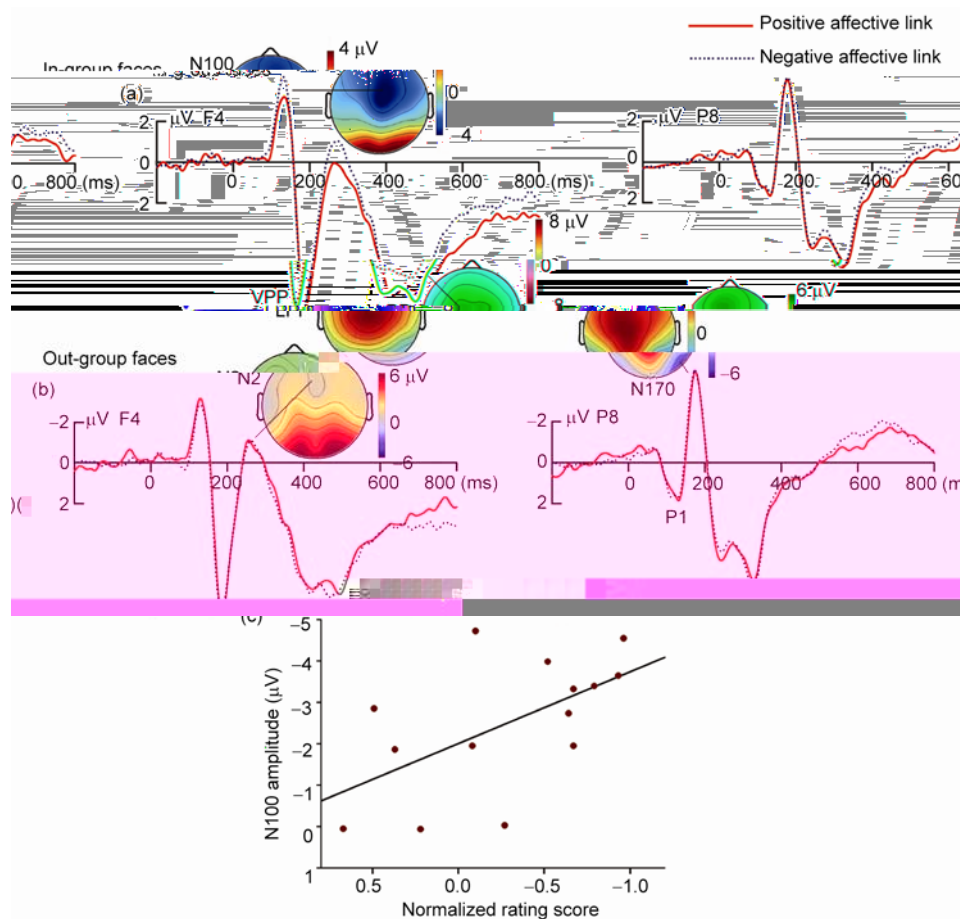 Positive affective link
N100
4 μV
Negative affective link
In-group faces
(a)
0
μV F4
2
μV P8
2
4
0
0
800 (ms)
0
200
400
600
800 (ms)
0
200
400
600
2
2
8 μV
0
VPP
6 μV
0
Out-group faces
N2
6 μV
−6
(b)
N170
−2
μV F4
0
−2
μV P8
0
0
−6
0
200
400
600
800
(ms)
0
200
400
600
800
2
2
P1
(c)
−5
−4
−3
−2
−1
0
1
N100 amplitude (μV)
0.5
0.0
−0.5
−1.0
Normalized rating score